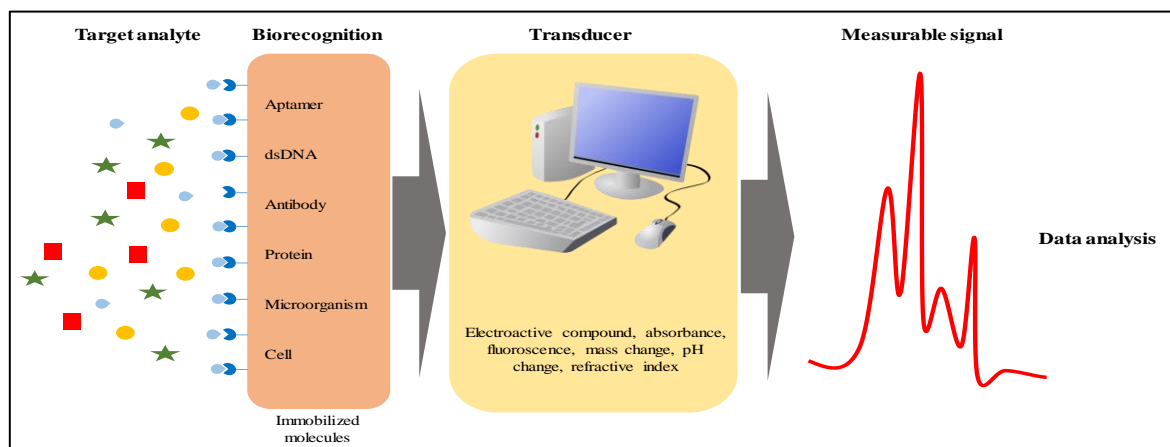 Target analyte
Biorecognition
Transducer
Measurable signal
Aptamer
dsDNA
Antibody
Protein
Microorganism
Cell
Immobilized
molecules
Electroactive compound, absorbance,
fluoroscence, mass change, pH
change, refractive index
Data analysis